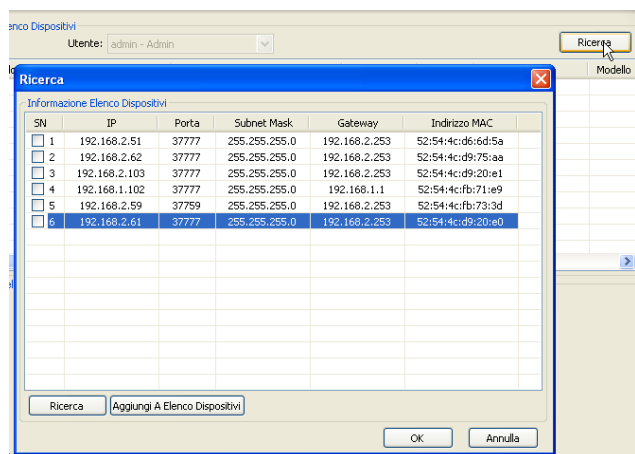 enco Dispositivi
Utente: admin - Admin
Ricerca
Modello
Ricerca
Informazione Elenco Dispositivi
SN IP Porta Subnet Mask Gateway Indirizzo MAC
1 192.168.2.51 37777 255.255.255.0 192.168.2.253 52:54:4c:d6:6d:5a
2 192.168.2.62 37777 255.255.255.0 192.168.2.253 52:54:4c:d9:75:aa
3 192.168.2.103 37777 255.255.255.0 192.168.2.253 52:54:4c:d9:20:e1
4 192.168.1.102 37777 255.255.255.0 192.168.1.1 52:54:4c:fb:71:e9
5 192.168.2.59 37759 255.255.255.0 192.168.2.253 52:54:4c:fb:73:3d
6 192.168.2.61 37777 255.255.255.0 192.168.2.253 52:54:4c:d9:20:e0
Ricerca Aggiungi A Elenco Dispositivi
OK Annulla